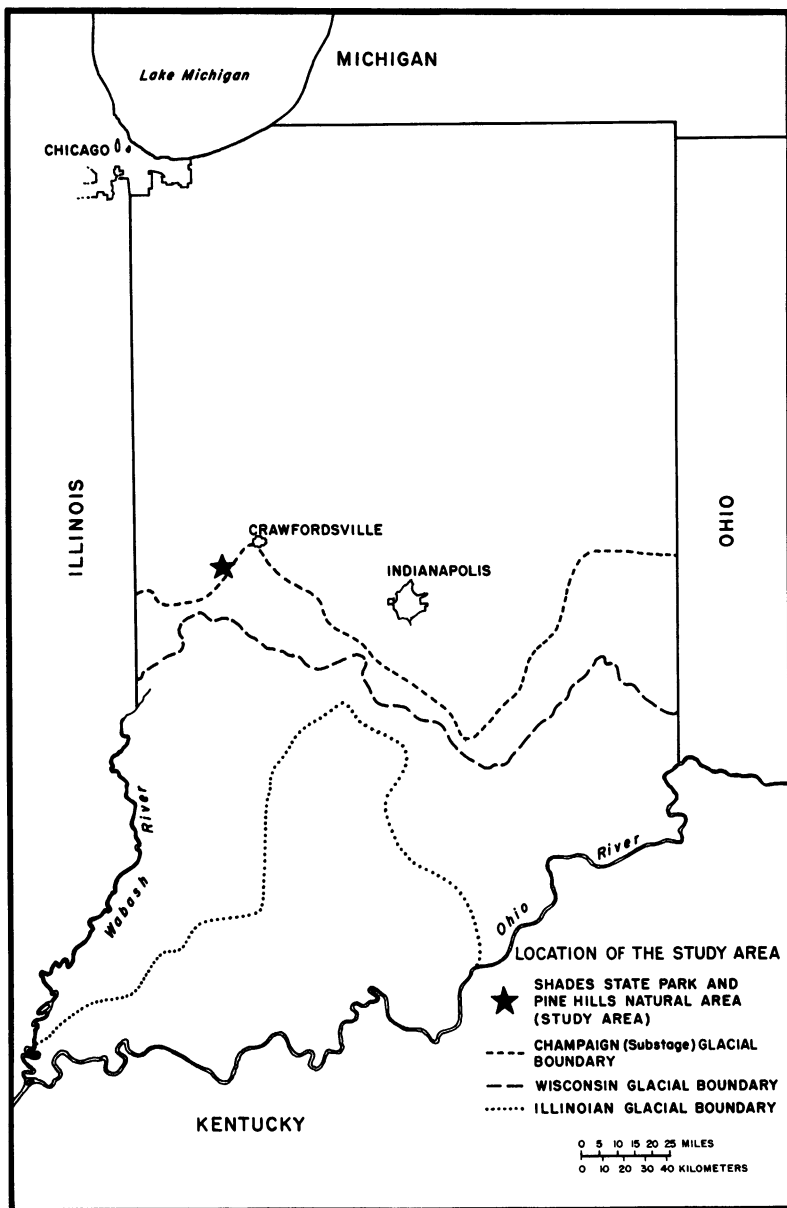 MICHIGAN
Lake Michigan
CHICAGO
ILLINOIS
OHIO
CRAWFORDSVILLE
INDIANAPOLIS
Wabash River
Ohio River
KENTUCKY
LOCATION OF THE STUDY AREA
SHADES STATE PARK AND
PINE HILLS NATURAL AREA
(STUDY AREA)
CHAMPAIGN (Substage) GLACIAL
BOUNDARY
WISCONSIN GLACIAL BOUNDARY
ILLINOIAN GLACIAL BOUNDARY
0 5 10 15 20 25 MILES
0 10 20 30 40 KILOMETERS